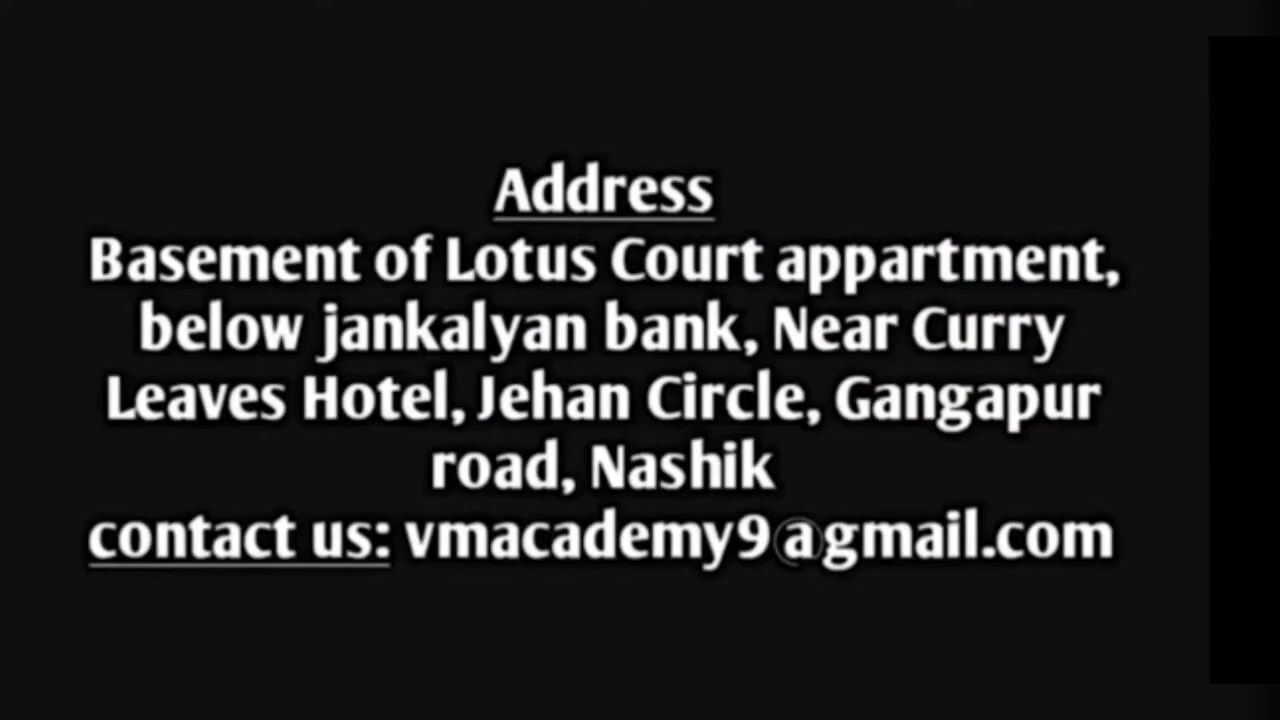 Address
Basement of Lotus Court appartment,
below jankalyan bank, Near Curry
Leaves Hotel, Jehan Circle, Gangapur
road, Nashik
contact us: vmacademy9@gmail.com